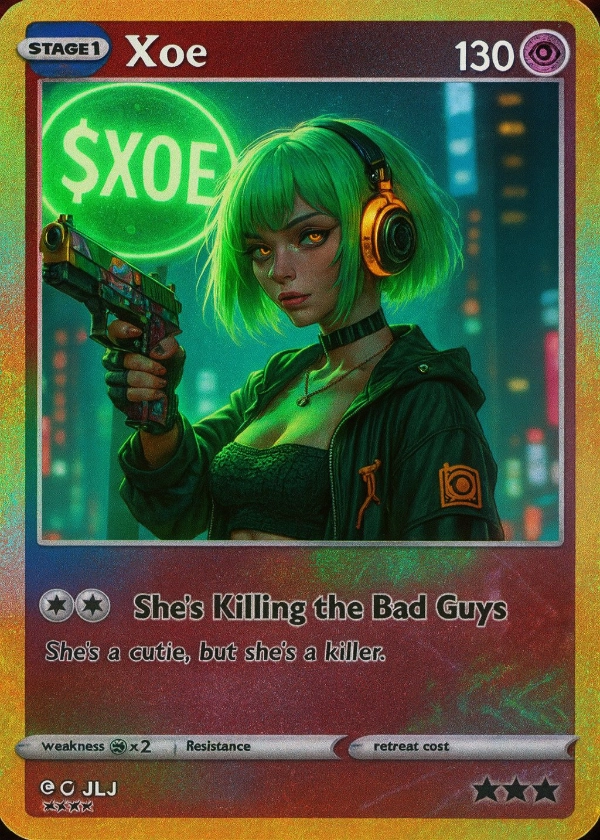 STAGE1 Xoe 130
$XOE
She's Killing the Bad Guys
She's a cutie, but she's a killer.
weakness x2 Resistance retreat cost
JLJ